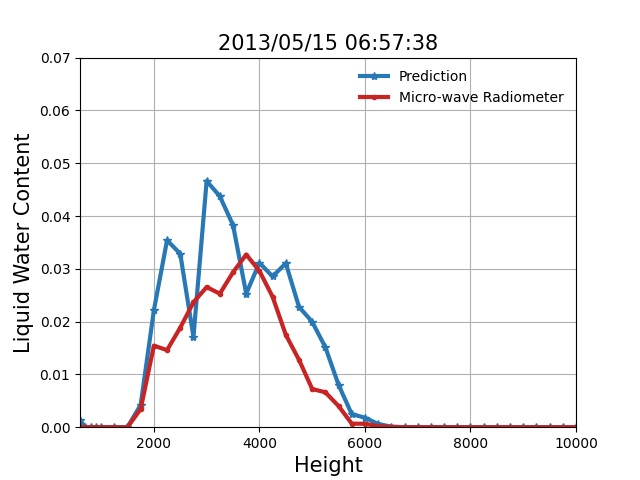 2013/05/15 06:57:38
0.07
0.06
0.05
0.04
0.03
0.02
0.01
0.00
Liquid Water Content
Prediction
Micro-wave Radiometer
2000 4000 6000 8000 10000
Height